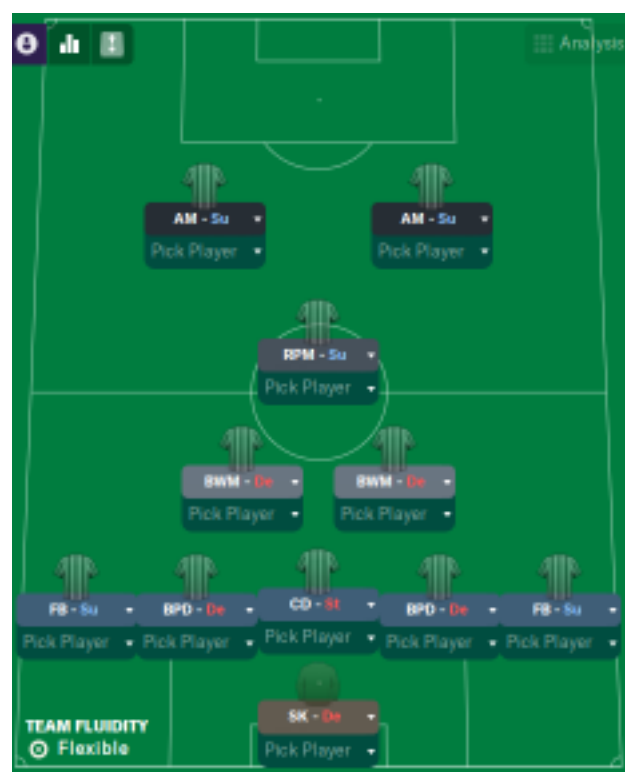 Analysis
AM - Su AM - Su
Pick Player Pick Player
RPM - Su
Pick Player
BWM - De BWM - De
Pick Player Pick Player
FB - Su BPD - De CD - St BPD - De FB - Su
Pick Player Pick Player Pick Player Pick Player Pick Player
SK - De
Pick Player
TEAM FLUIDITY
Flexible